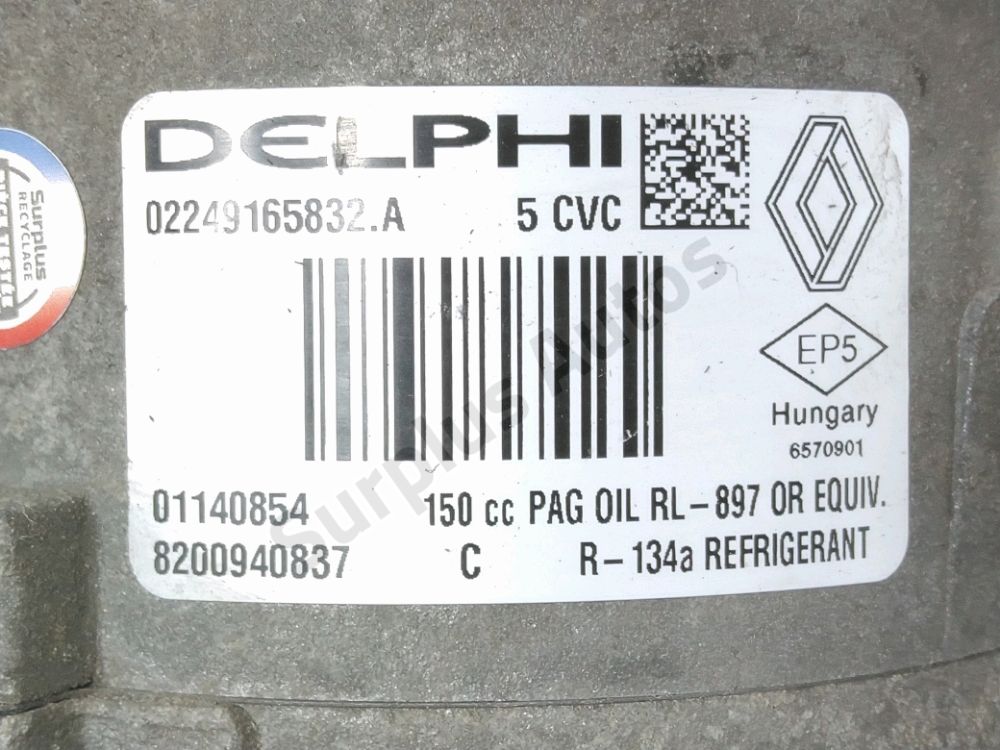 DELPHI
02249165832.A 5 CVC
EP5
Hungary
6570901
01140854 150 cc PAG OIL RL-897 OR EQUIV.
8200940837 C R-134a REFRIGERANT
Surplus
RECYCLAGE
Surplus Autos